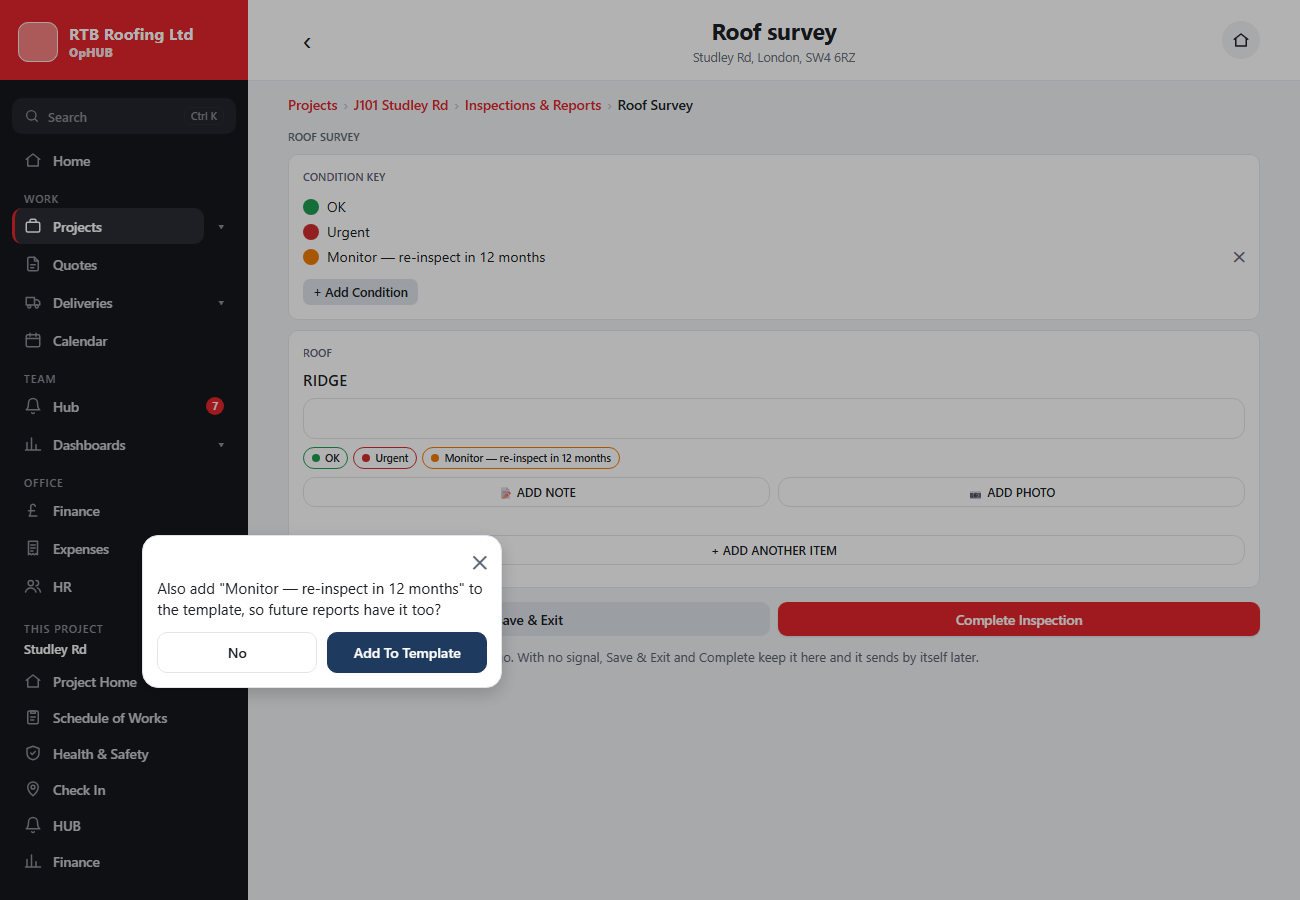 RTB Roofing Ltd
OpHUB
Search
Ctrl K
Home
WORK
Projects
Quotes
Deliveries
Calendar
TEAM
Hub
7
Dashboards
OFFICE
Finance
Expenses
HR
THIS PROJECT
Studley Rd
Project Home
Schedule of Works
Health & Safety
Check In
HUB
Finance
Roof survey
Studley Rd, London, SW4 6RZ
Projects › J101 Studley Rd › Inspections & Reports › Roof Survey
ROOF SURVEY
CONDITION KEY
OK
Urgent
Monitor — re-inspect in 12 months
+ Add Condition
ROOF
RIDGE
OK
Urgent
Monitor — re-inspect in 12 months
ADD NOTE
ADD PHOTO
+ ADD ANOTHER ITEM
& Exit
Complete Inspection
With no signal, Save & Exit and Complete keep it here and it sends by itself later.
Also add "Monitor — re-inspect in 12 months" to
the template, so future reports have it too?
No
Add To Template